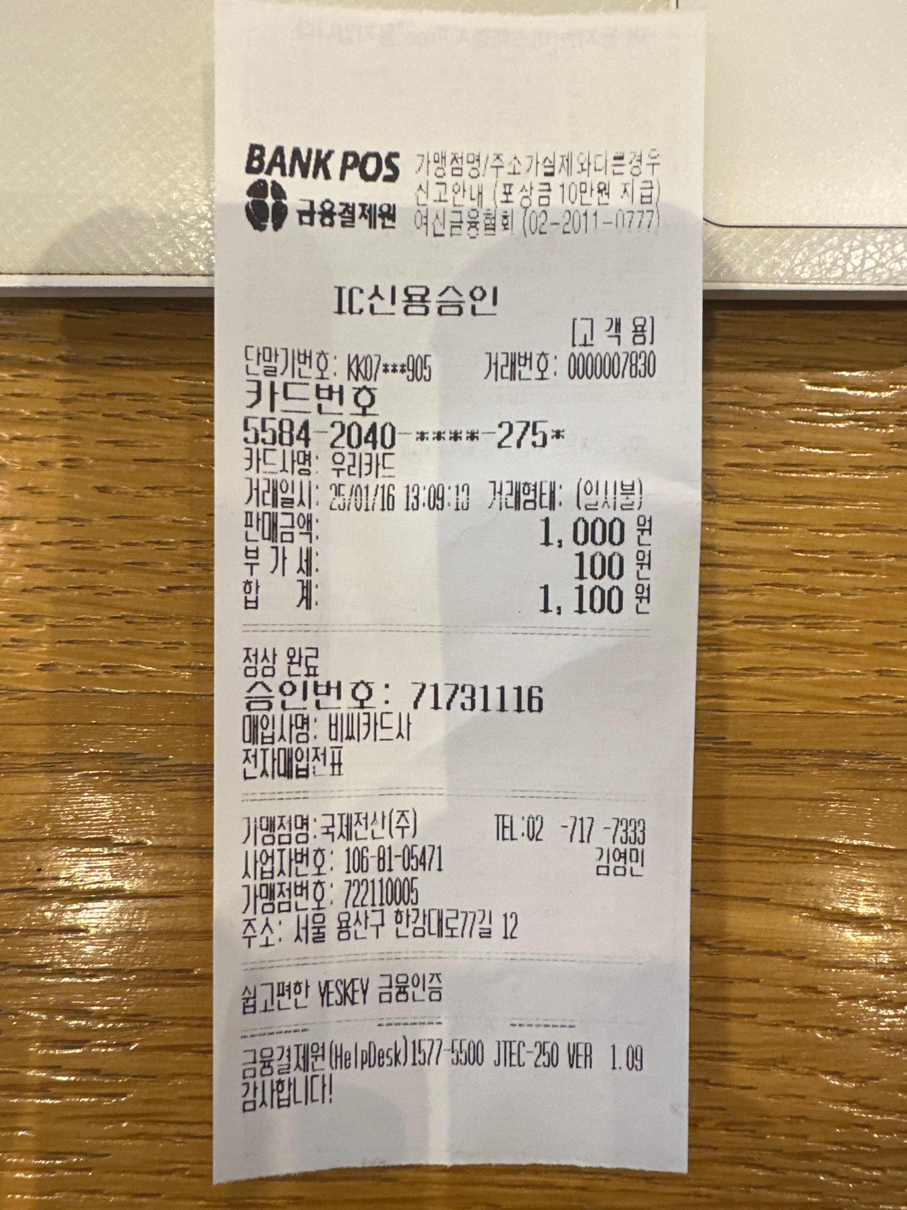 BANK POS
금융결제원
가맹점명/주소가실제와다른경우
신고안내 (포상금 10만원 지급)
여신금융협회 (02-2011-0777)
IC신용승인
[고 객 용]
단말기번호: KK07***905 거래번호: 0000007830
카드번호
5584-2040-****-275*
카드사명: 우리카드
거래일시: 25/01/16 13:09:13 거래형태: (일시불)
판매금액: 1,000 원
부 가 세: 100 원
합 계: 1,100 원
정상 완료
승인번호: 71731116
매입사명: 비씨카드사
전자매입전표
가맹점명:국제전산(주) TEL:02 -717 -7333
사업자번호: 106-81-05471 김영민
가맹점번호: 722110005
주소: 서울 용산구 한강대로77길 12
쉽고편한 YESKEY 금융인증
금융결제원(HelpDesk)1577-5500 JTEC-250 VER 1.09
감사합니다!